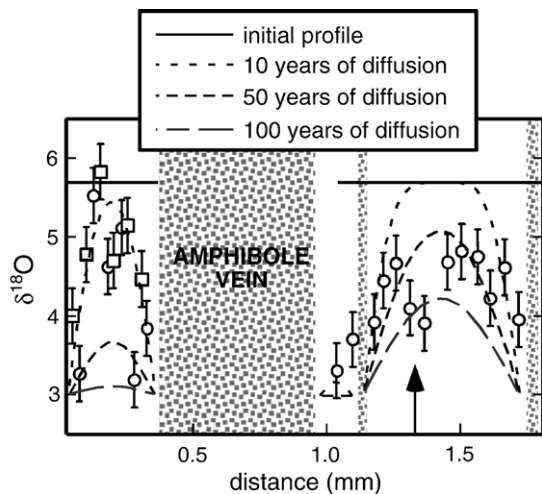 initial profile
10 years of diffusion
50 years of diffusion
100 years of diffusion
6
5
4
3
δ18O
AMPHIBOLE
VEIN
0.5
1.0
1.5
distance (mm)